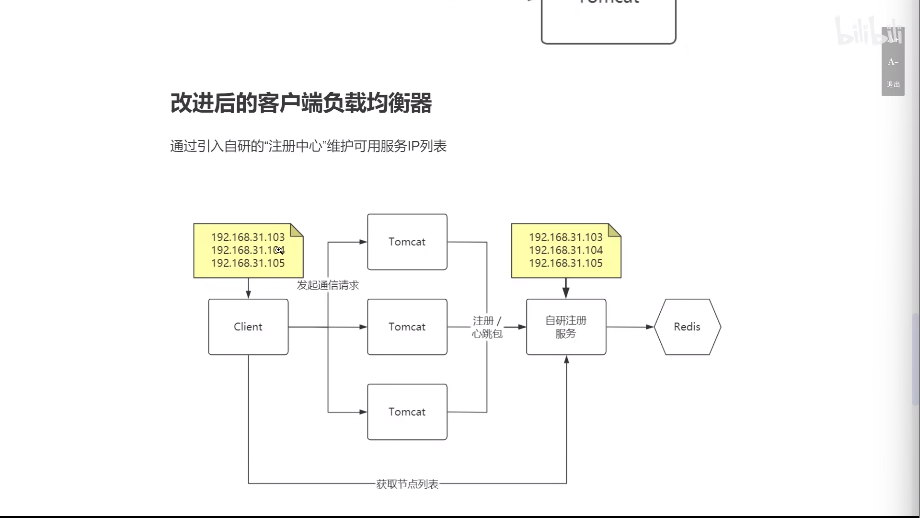 bilibili
A-
退出
改进后的客户端负载均衡器
通过引入自研的“注册中心”维护可用服务IP列表
192.168.31.103
192.168.31.104
192.168.31.105
192.168.31.103
192.168.31.104
192.168.31.105
Tomcat
发起通信请求
Client
Tomcat
注册 /
心跳包
自研注册
服务
Redis
Tomcat
获取节点列表